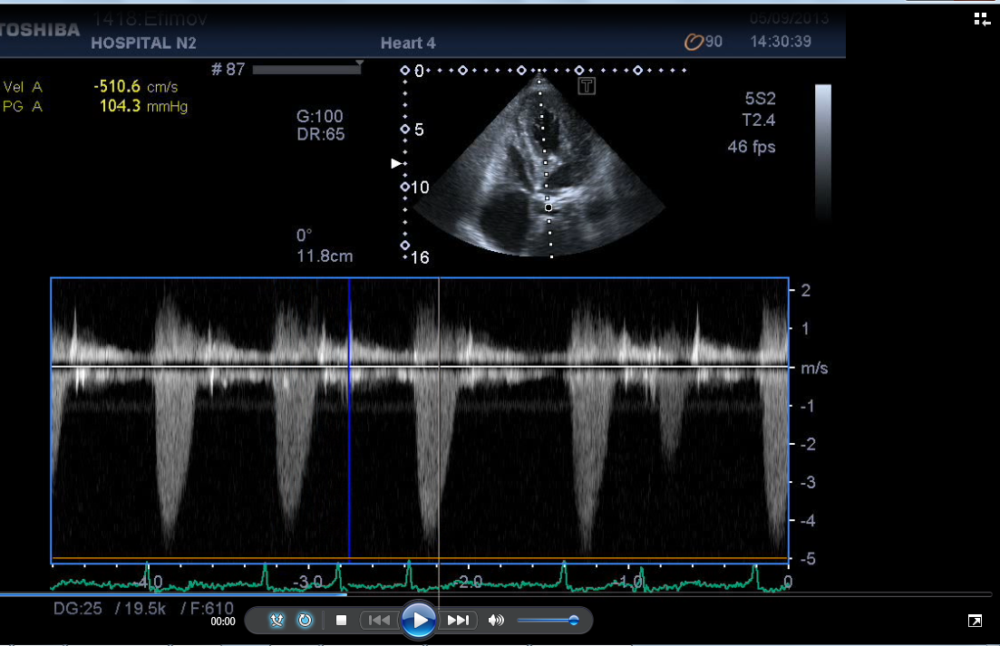 1418.Efimov 05/09/2013
TOSHIBA
HOSPITAL N2 Heart 4 90 14:30:39
#87 0
Vel A -510.6 cm/s
PG A 104.3 mmHg
T
G:100
DR:65
5
10
16
5S2
T2.4
46 fps
0°
11.8cm
2
1
m/s
-1
-2
-3
-4
-5
-4.0 -3.0 -2.0 -1.0 0
DG:25 /19.5k /F:610
00:00